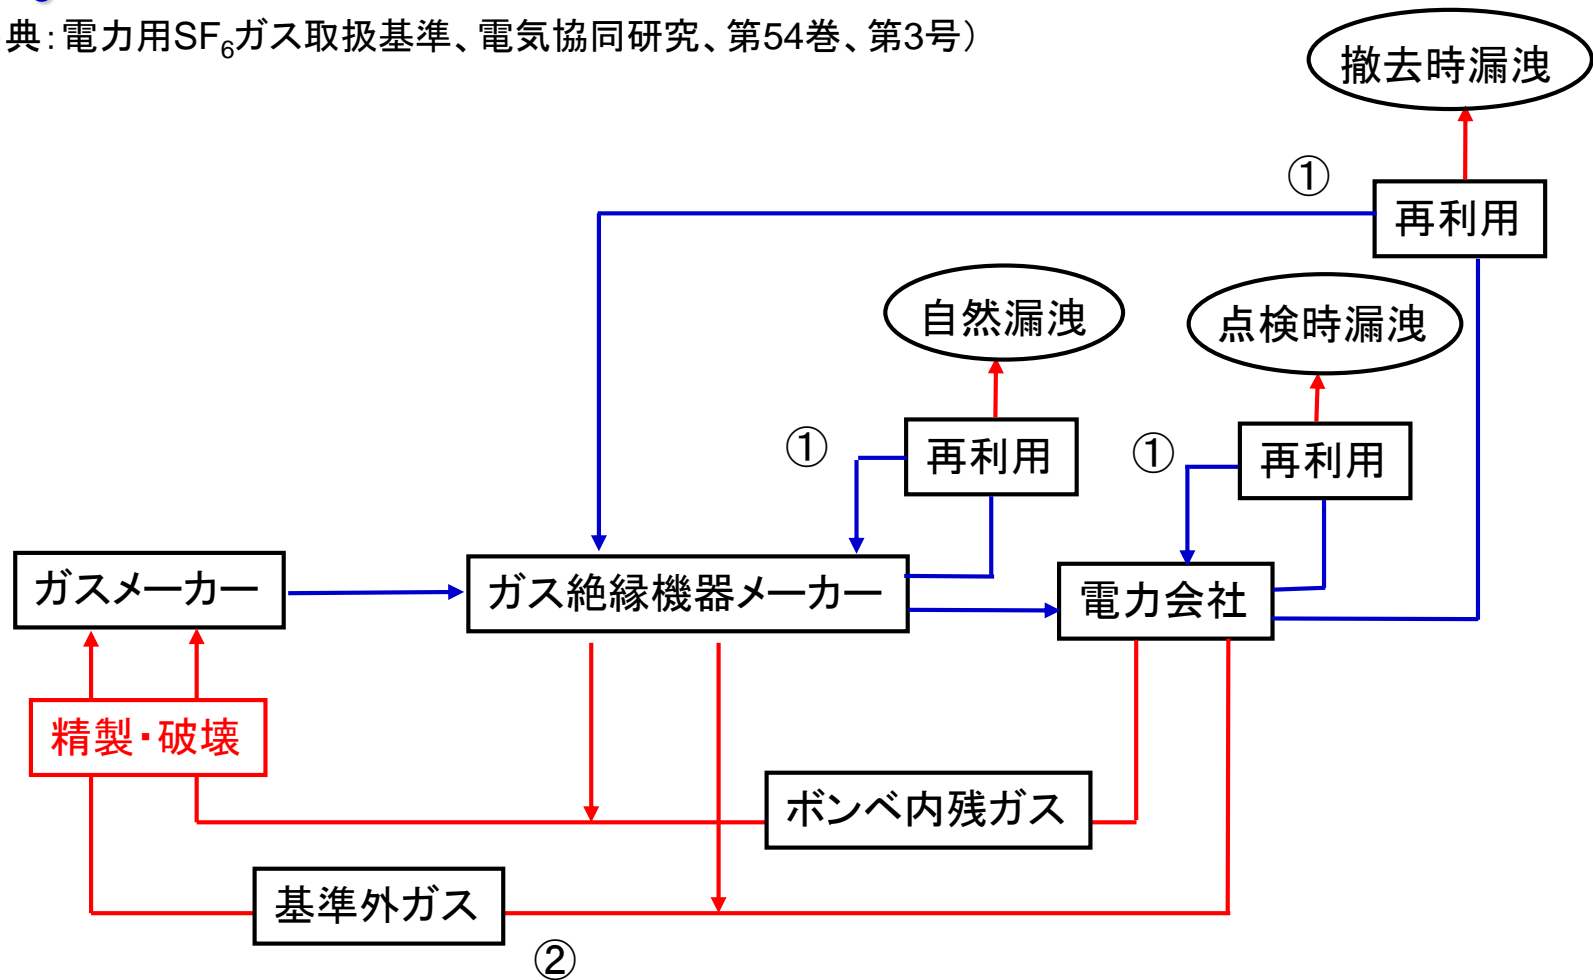 典：電力用SF₆ガス取扱基準、電気協同研究、第54巻、第3号）
撤去時漏洩
①
再利用
自然漏洩
点検時漏洩
①
再利用
①
再利用
ガスメーカー
ガス絶縁機器メーカー
電力会社
精製・破壊
ボンベ内残ガス
基準外ガス
②